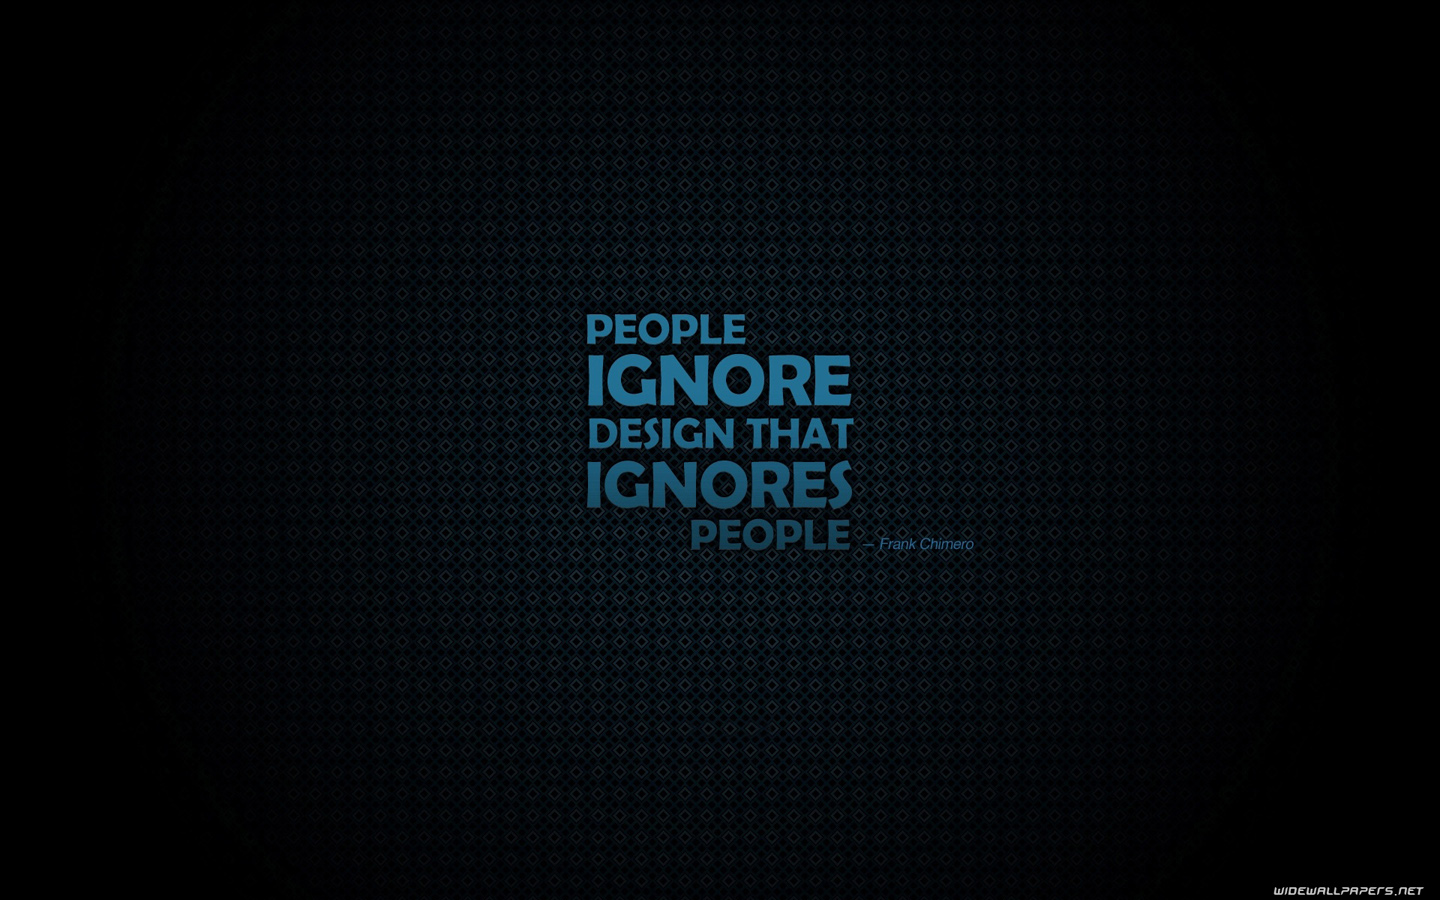 PEOPLE
IGNORE
DESIGN THAT
IGNORES
PEOPLE — Frank Chimero
WIDEWALLPAPERS.NET